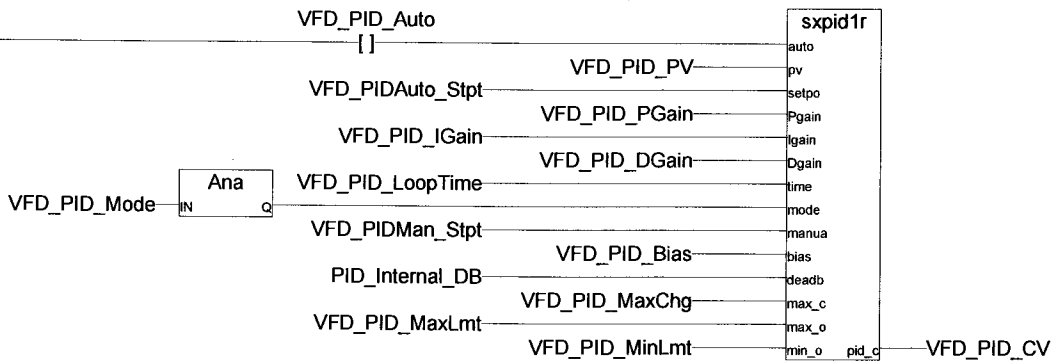 VFD_PID_Auto
sxpid1r
[ ]
auto
VFD_PID_PV
pv
VFD_PIDAuto_Stpt
setpo
VFD_PID_PGain
Pgain
VFD_PID_IGain
Igain
VFD_PID_DGain
Dgain
Ana
VFD_PID_LoopTime
time
VFD_PID_Mode
IN Q
mode
VFD_PIDMan_Stpt
manua
VFD_PID_Bias
bias
PID_Internal_DB
deadb
VFD_PID_MaxChg
max_c
VFD_PID_MaxLmt
max_o
VFD_PID_MinLmt
min_o pid_c
VFD_PID_CV